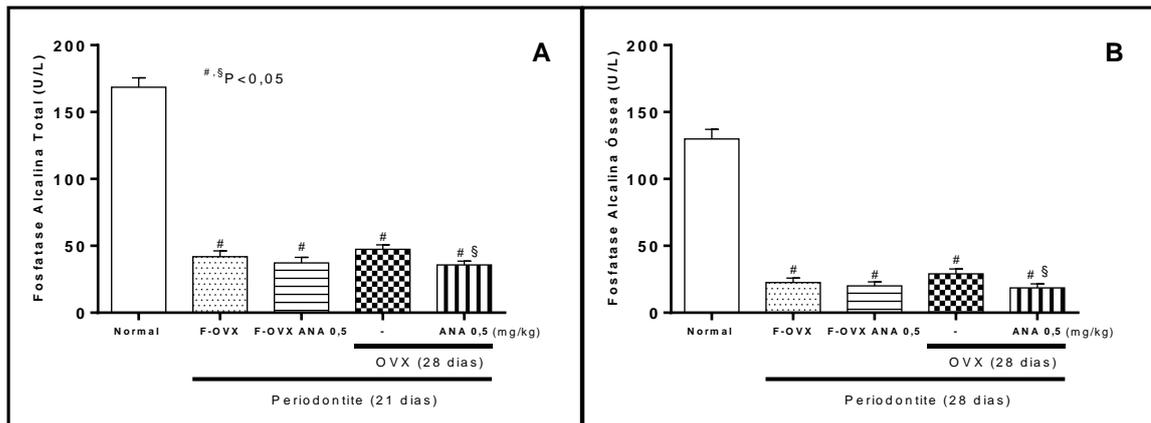 A
Fosfatase Alcalina Total (U/L)
200
150
100
50
0
#,§P<0,05
#
#
#
# §
Normal
F-OVX
F-OVX ANA 0,5
-
ANA 0,5 (mg/kg)
OVX (28 dias)
Periodontite (21 dias)
B
Fosfatase Alcalina Óssea (U/L)
200
150
100
50
0
#
#
#
# §
Normal
F-OVX
F-OVX ANA 0,5
-
ANA 0,5 (mg/kg)
OVX (28 dias)
Periodontite (28 dias)